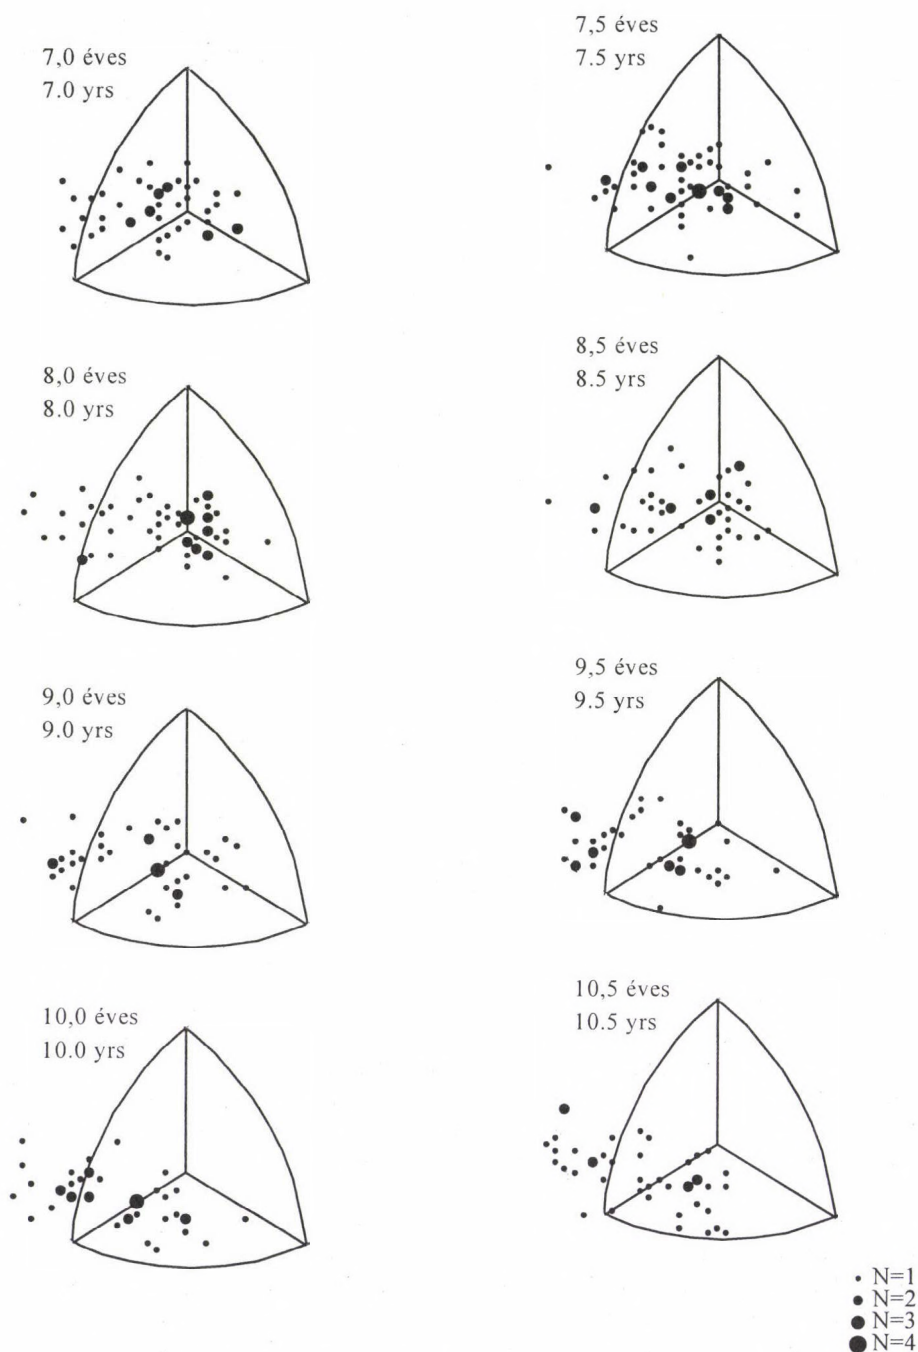 7,0 éves
7.0 yrs
7,5 éves
7.5 yrs
8,0 éves
8.0 yrs
8,5 éves
8.5 yrs
9,0 éves
9.0 yrs
9,5 éves
9.5 yrs
10,0 éves
10.0 yrs
10,5 éves
10.5 yrs
N=1
N=2
N=3
N=4